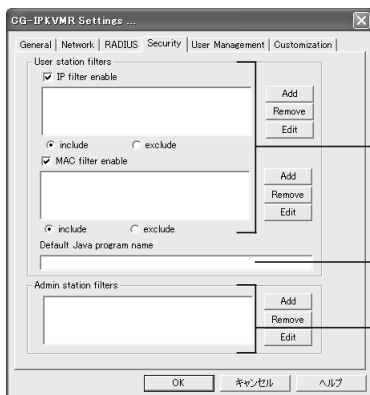 CG-IPKVMR Settings ...
General Network RADIUS Security User Management Customization
User station filters
IP filter enable
Add
Remove
Edit
include exclude
MAC filter enable
Add
Remove
Edit
include exclude
Default Java program name
Admin station filters
Add
Remove
Edit
OK キャンセル ヘルプ